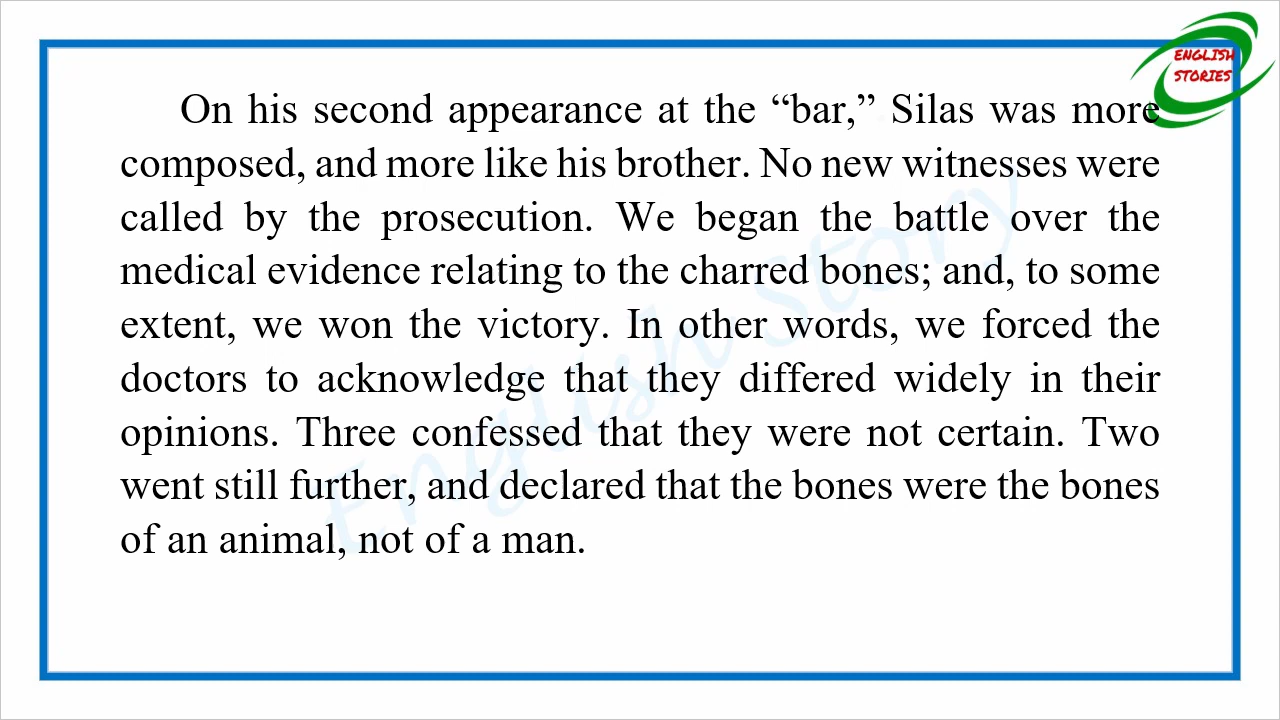 ENGLISH
STORIES
On his second appearance at the “bar,” Silas was more
composed, and more like his brother. No new witnesses were
called by the prosecution. We began the battle over the
medical evidence relating to the charred bones; and, to some
extent, we won the victory. In other words, we forced the
doctors to acknowledge that they differed widely in their
opinions. Three confessed that they were not certain. Two
went still further, and declared that the bones were the bones
of an animal, not of a man.
English Story